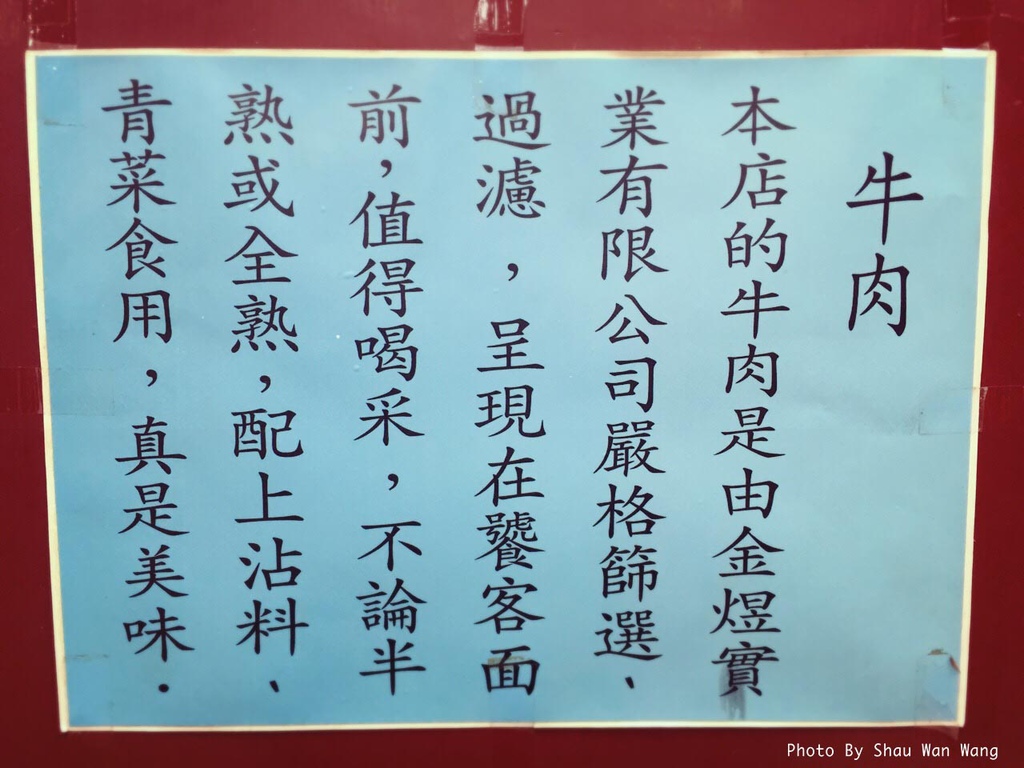 牛肉
本店的牛肉是由金煜實
業有限公司嚴格篩選、
過濾，呈現在饕客面
前，值得喝采，不論半
熟或全熟，配上沾料、
青菜食用，真是美味．
Photo By Shau Wan Wang